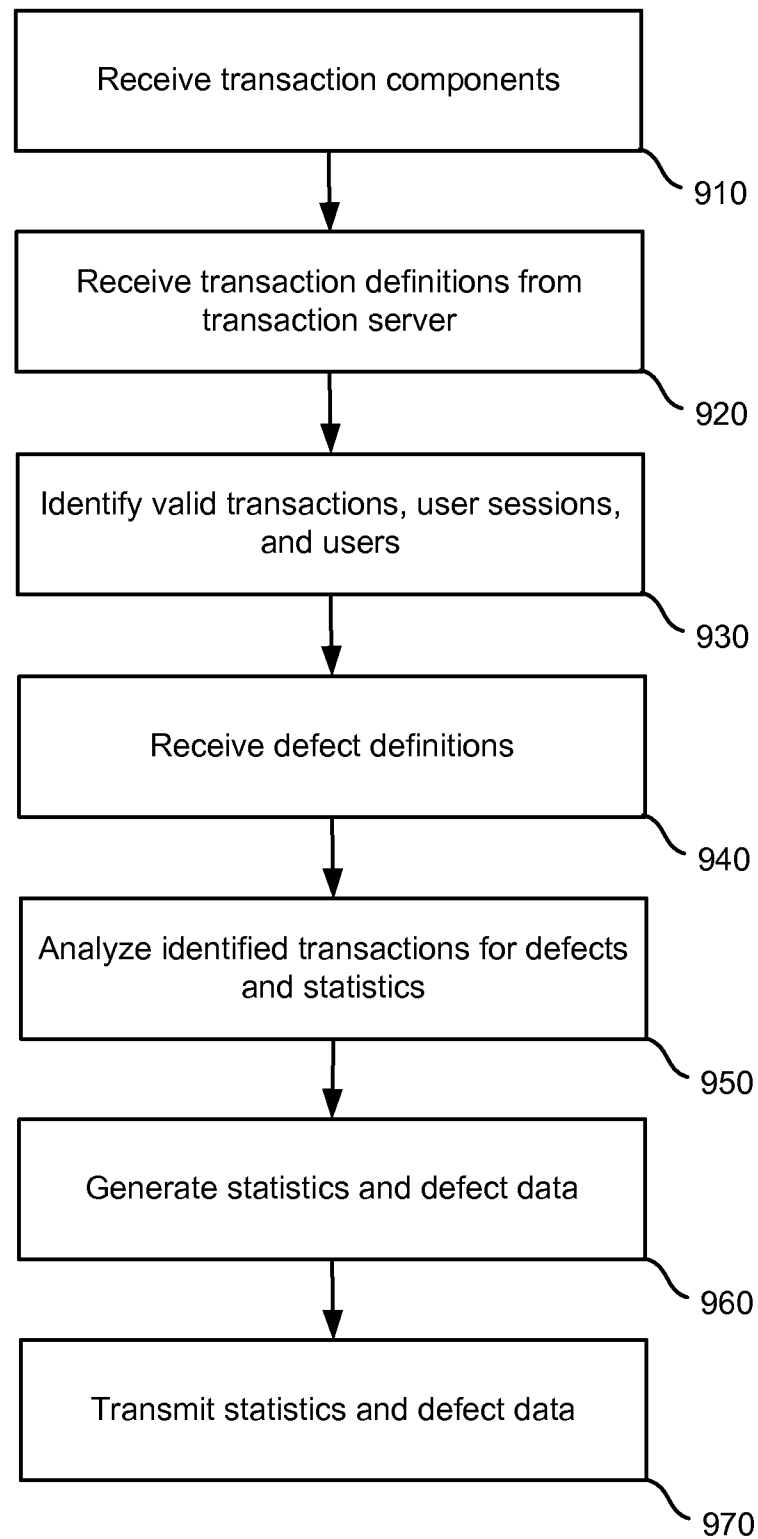 Receive transaction components
910
Receive transaction definitions from
transaction server
920
Identify valid transactions, user sessions,
and users
930
Receive defect definitions
940
Analyze identified transactions for defects
and statistics
950
Generate statistics and defect data
960
Transmit statistics and defect data
970